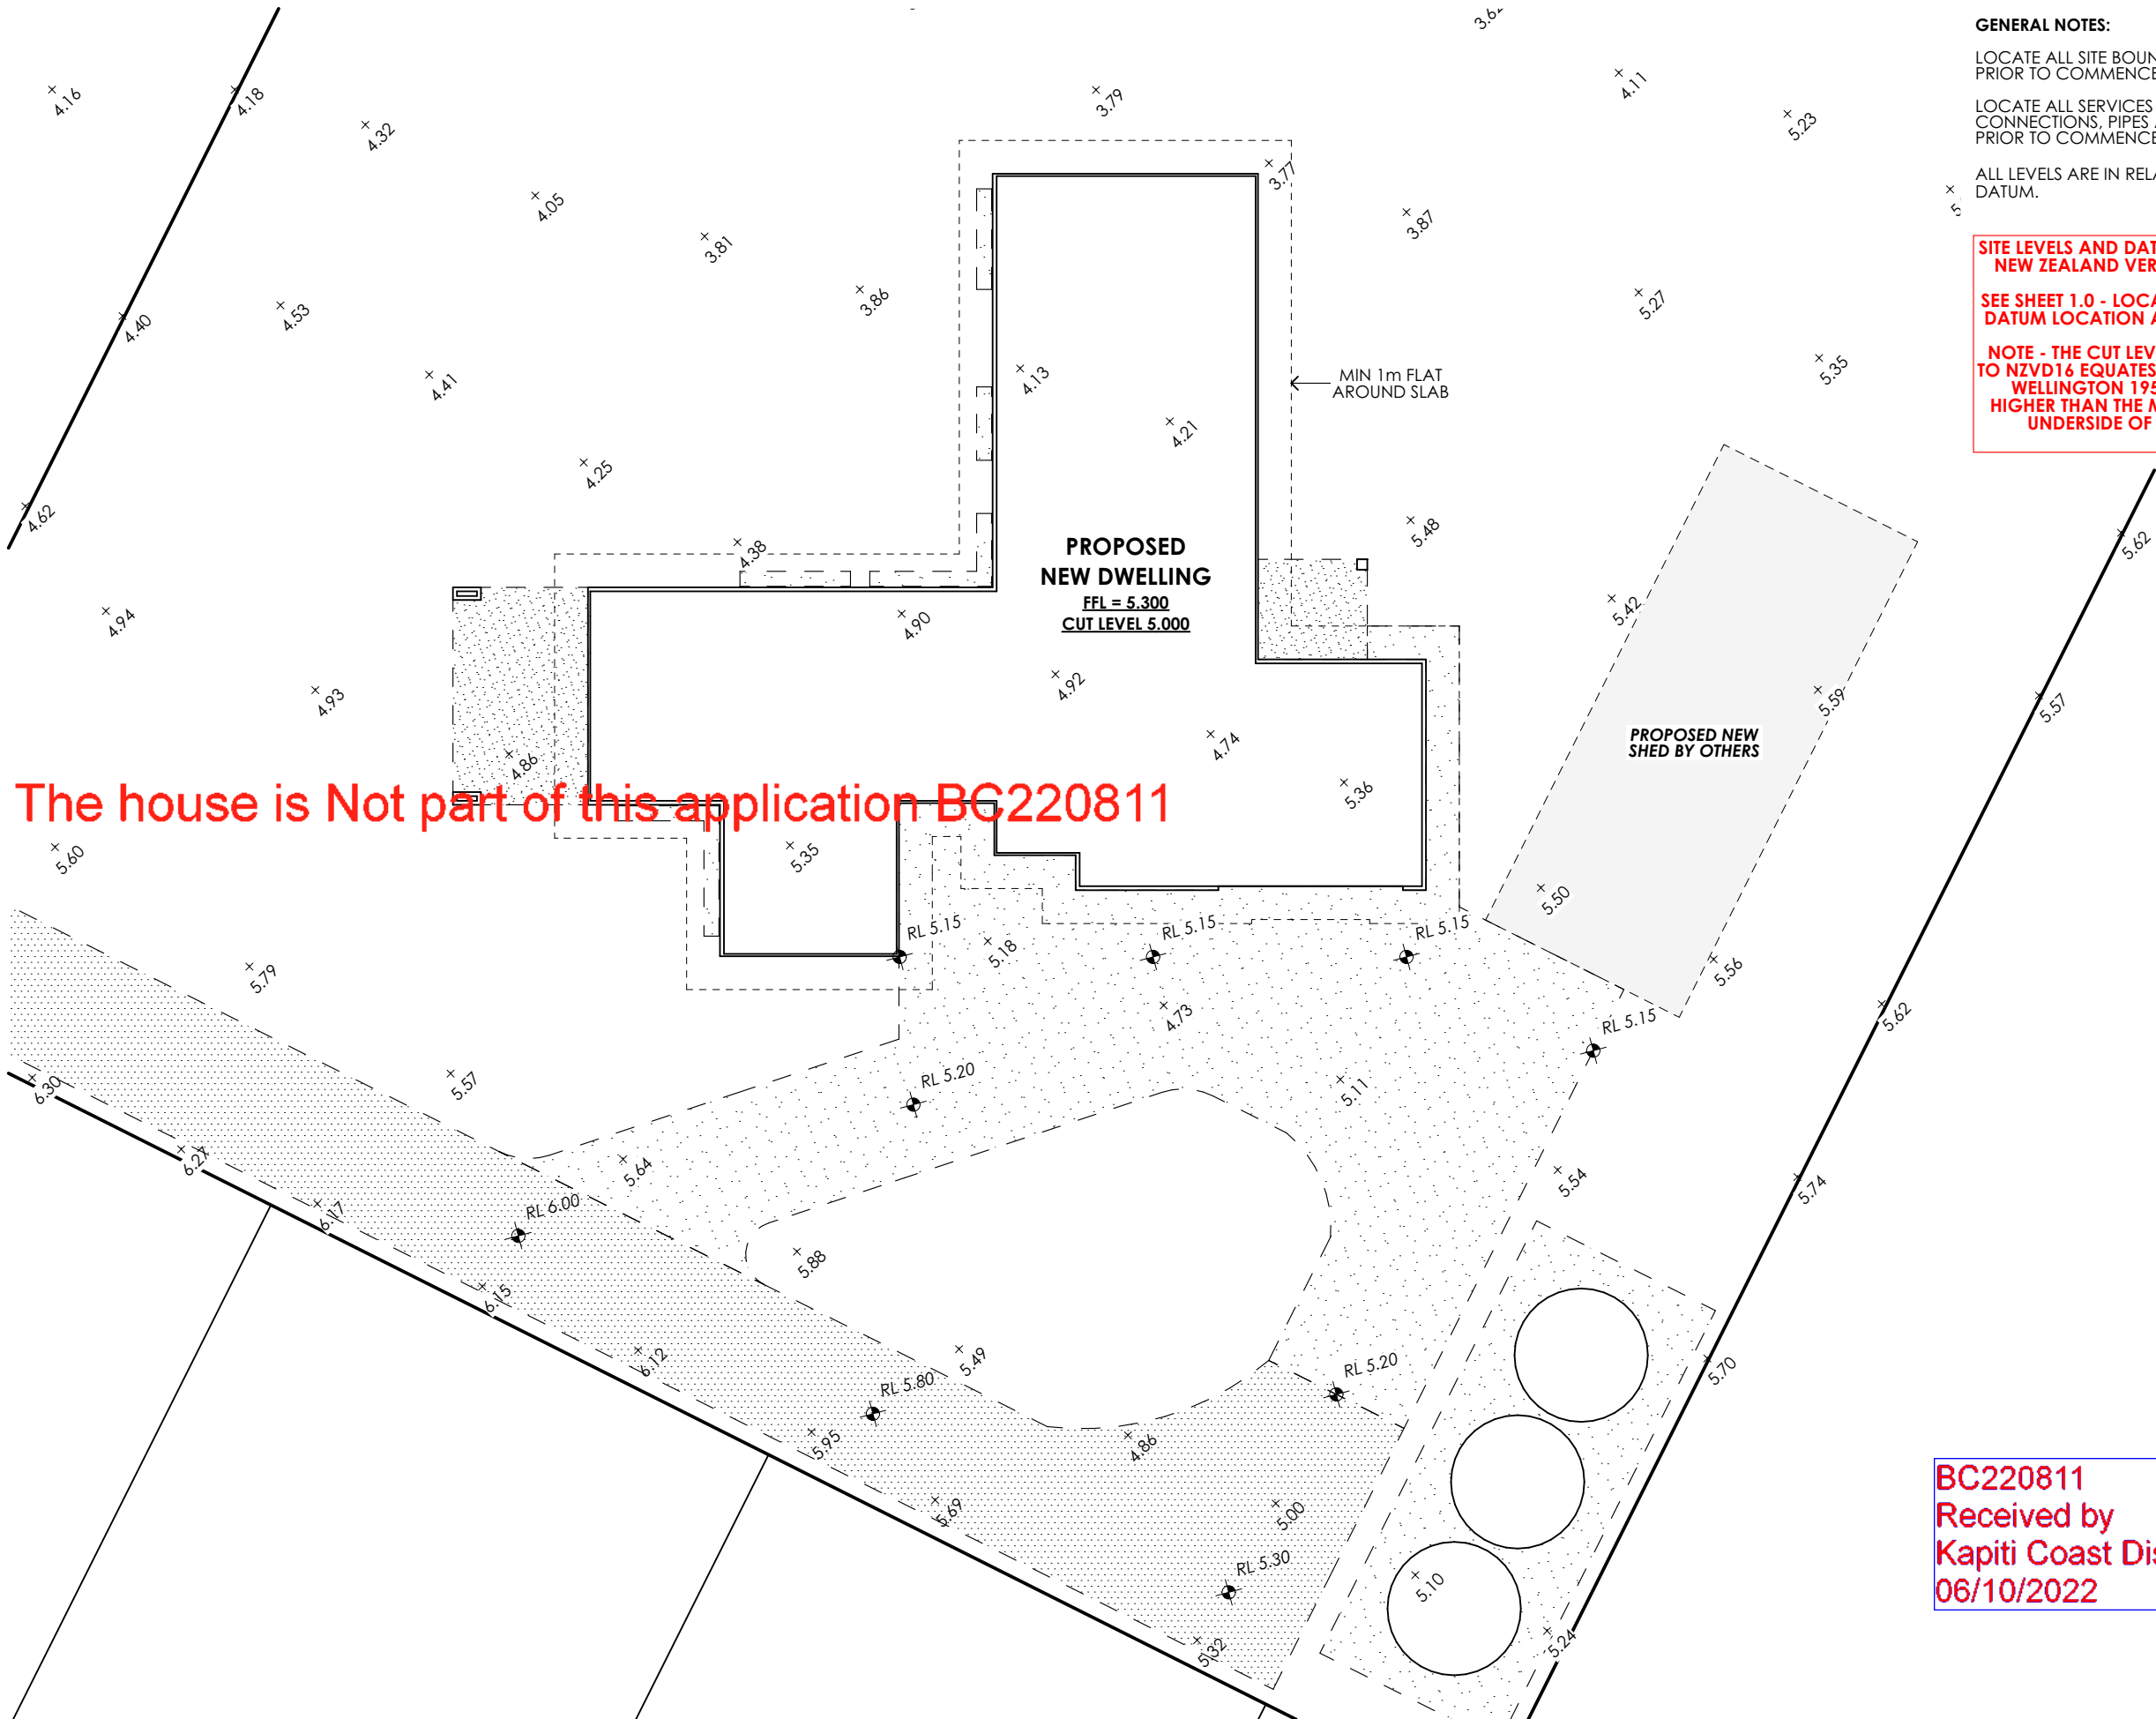 GENERAL NOTES:
LOCATE ALL SITE BOUN
PRIOR TO COMMENCE
LOCATE ALL SERVICES
CONNECTIONS, PIPES
PRIOR TO COMMENCE
ALL LEVELS ARE IN RELA
DATUM.
SITE LEVELS AND DAT
NEW ZEALAND VER
SEE SHEET 1.0 - LOCA
DATUM LOCATION A
NOTE - THE CUT LEV
TO NZVD16 EQUATES
WELLINGTON 195
HIGHER THAN THE M
UNDERSIDE OF
3.62
4.16
4.18
4.32
4.05
3.81
3.86
3.79
3.77
3.87
4.11
5.23
5.27
5.35
4.40
4.53
4.41
4.25
4.38
4.62
4.13
4.21
MIN 1m FLAT
AROUND SLAB
PROPOSED
NEW DWELLING
FFL = 5.300
CUT LEVEL 5.000
5.48
5.42
5.62
4.94
4.93
4.86
4.90
4.92
4.74
5.36
5.59
5.57
PROPOSED NEW
SHED BY OTHERS
The house is Not part of this application BC220811
5.60
5.35
5.50
5.79
RL 5.15
5.18
RL 5.15
RL 5.15
5.56
5.62
4.73
RL 5.15
6.30
5.57
RL 5.20
5.11
6.27
5.64
5.54
5.74
6.17
RL 6.00
5.88
6.15
6.12
5.49
RL 5.20
5.70
RL 5.80
5.95
4.86
5.69
5.00
RL 5.30
5.10
5.32
5.24
BC220811
Received by
Kapiti Coast Dis
06/10/2022